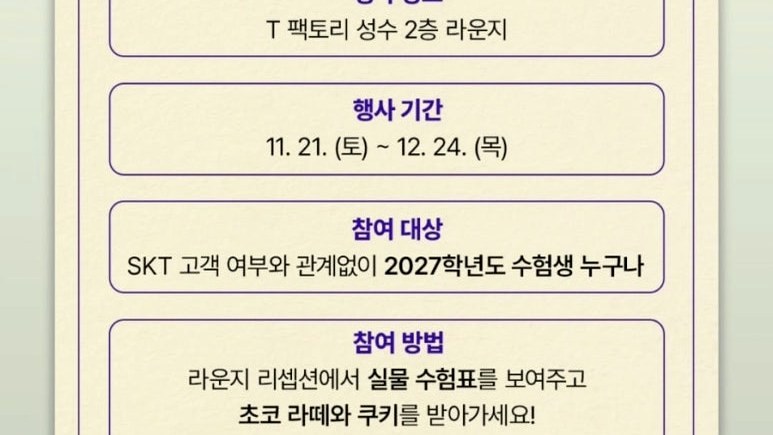 T 팩토리 성수 2층 라운지
행사 기간
11. 21. (토) ~ 12. 24. (목)
참여 대상
SKT 고객 여부와 관계없이 2027학년도 수험생 누구나
참여 방법
라운지 리셉션에서 실물 수험표를 보여주고
초코 라떼와 쿠키를 받아가세요!